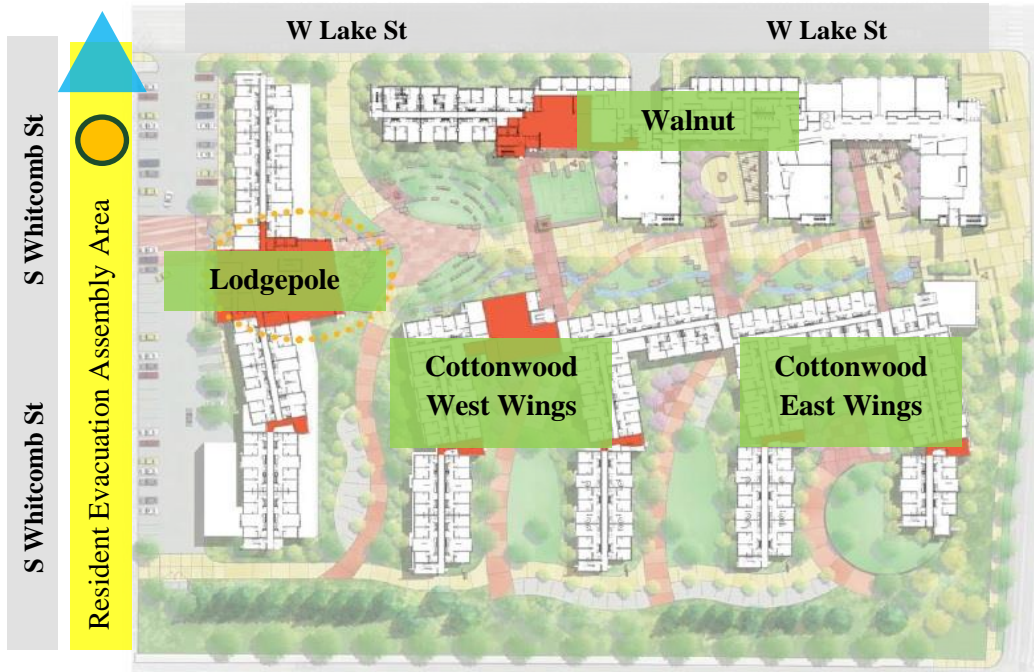 W Lake St
W Lake St
S Whitcomb St
Resident Evacuation Assembly Area
Walnut
Lodgepole
Cottonwood
West Wings
Cottonwood
East Wings
S Whitcomb St